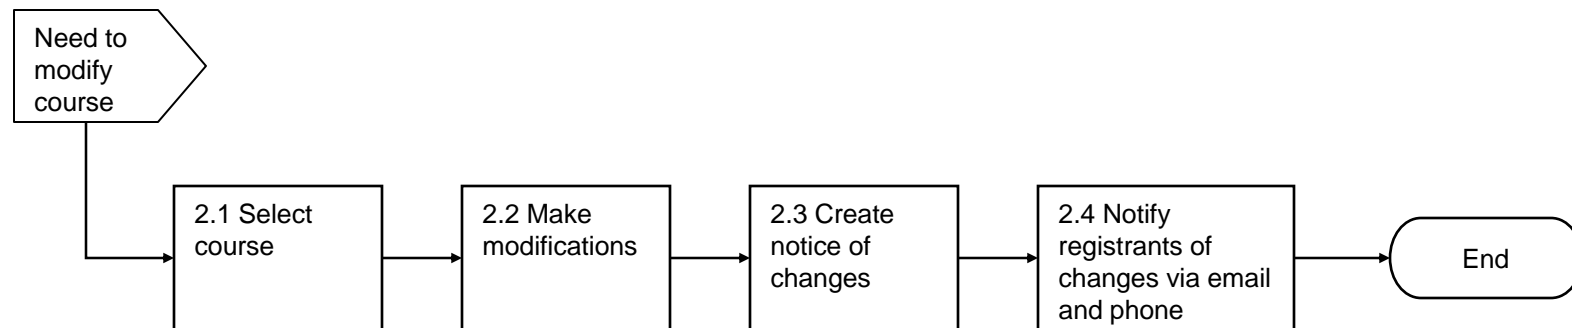 Need to
modify
course
2.1 Select
course
2.2 Make
modifications
2.3 Create
notice of
changes
2.4 Notify
registrants of
changes via email
and phone
End